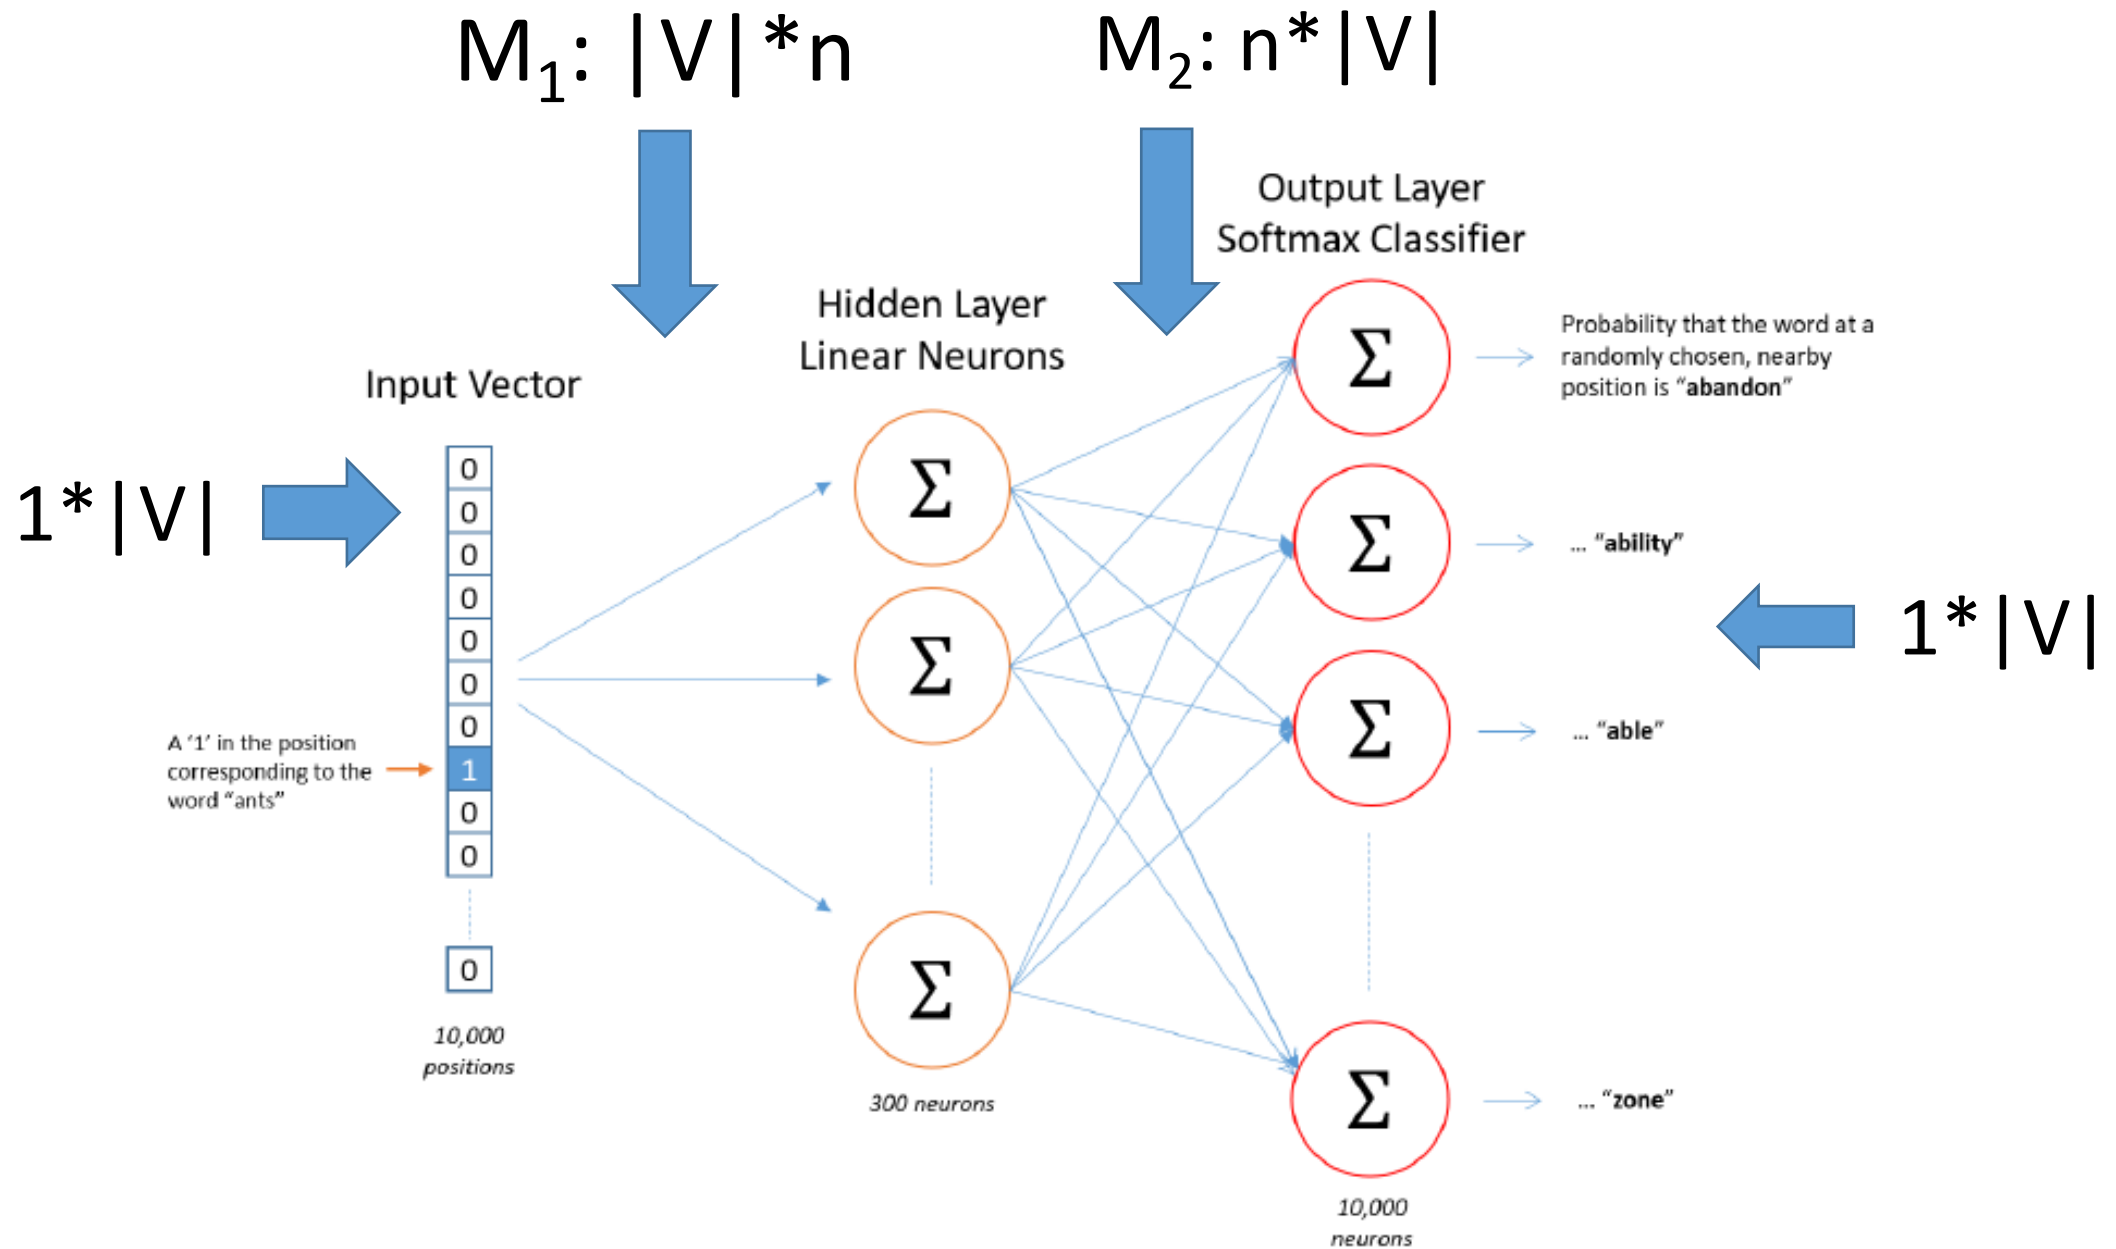 M₁: |V|*n
M₂: n*|V|
Output Layer
Softmax Classifier
Hidden Layer
Linear Neurons
Input Vector
1*|V|
0
0
0
0
0
0
0
1
0
0
0
A ‘1’ in the position
corresponding to the
word “ants”
10,000
positions
Σ
Σ
Σ
300 neurons
Σ
Σ
Σ
Σ
10,000
neurons
Probability that the word at a
randomly chosen, nearby
position is “abandon”
... “ability”
... “able”
... “zone”
1*|V|